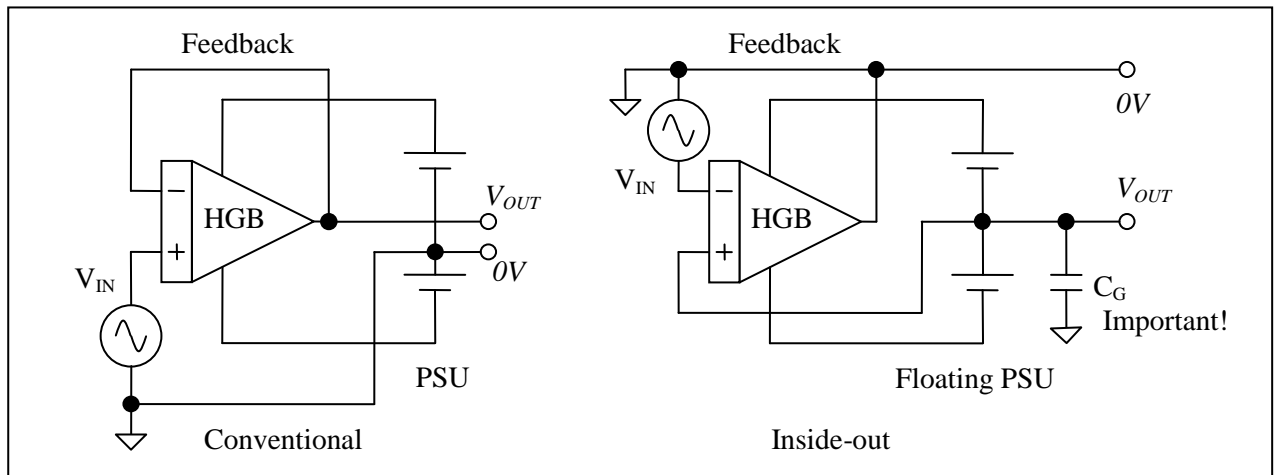 Feedback
HGB
−
+
V_IN
V_OUT
0V
PSU
Conventional
Feedback
0V
V_IN
−
HGB
+
V_OUT
C_G
Important!
Floating PSU
Inside-out